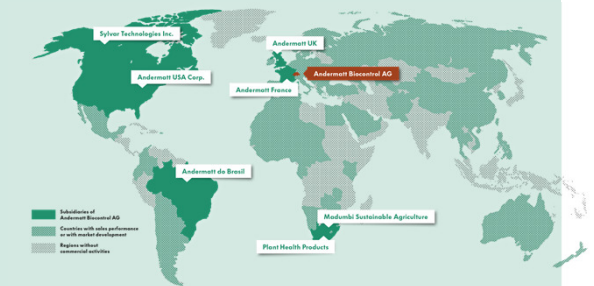 Sylvar Technologies Inc.
Andermatt UK
Andermatt USA Corp.
Andermatt Biocontrol AG
Andermatt France
Andermatt do Brasil
Madumbi Sustainable Agriculture
Plant Health Products
Subsidiaries of
Andermatt Biocontrol AG
Countries with sales performance
or with market development
Regions without
commercial activities